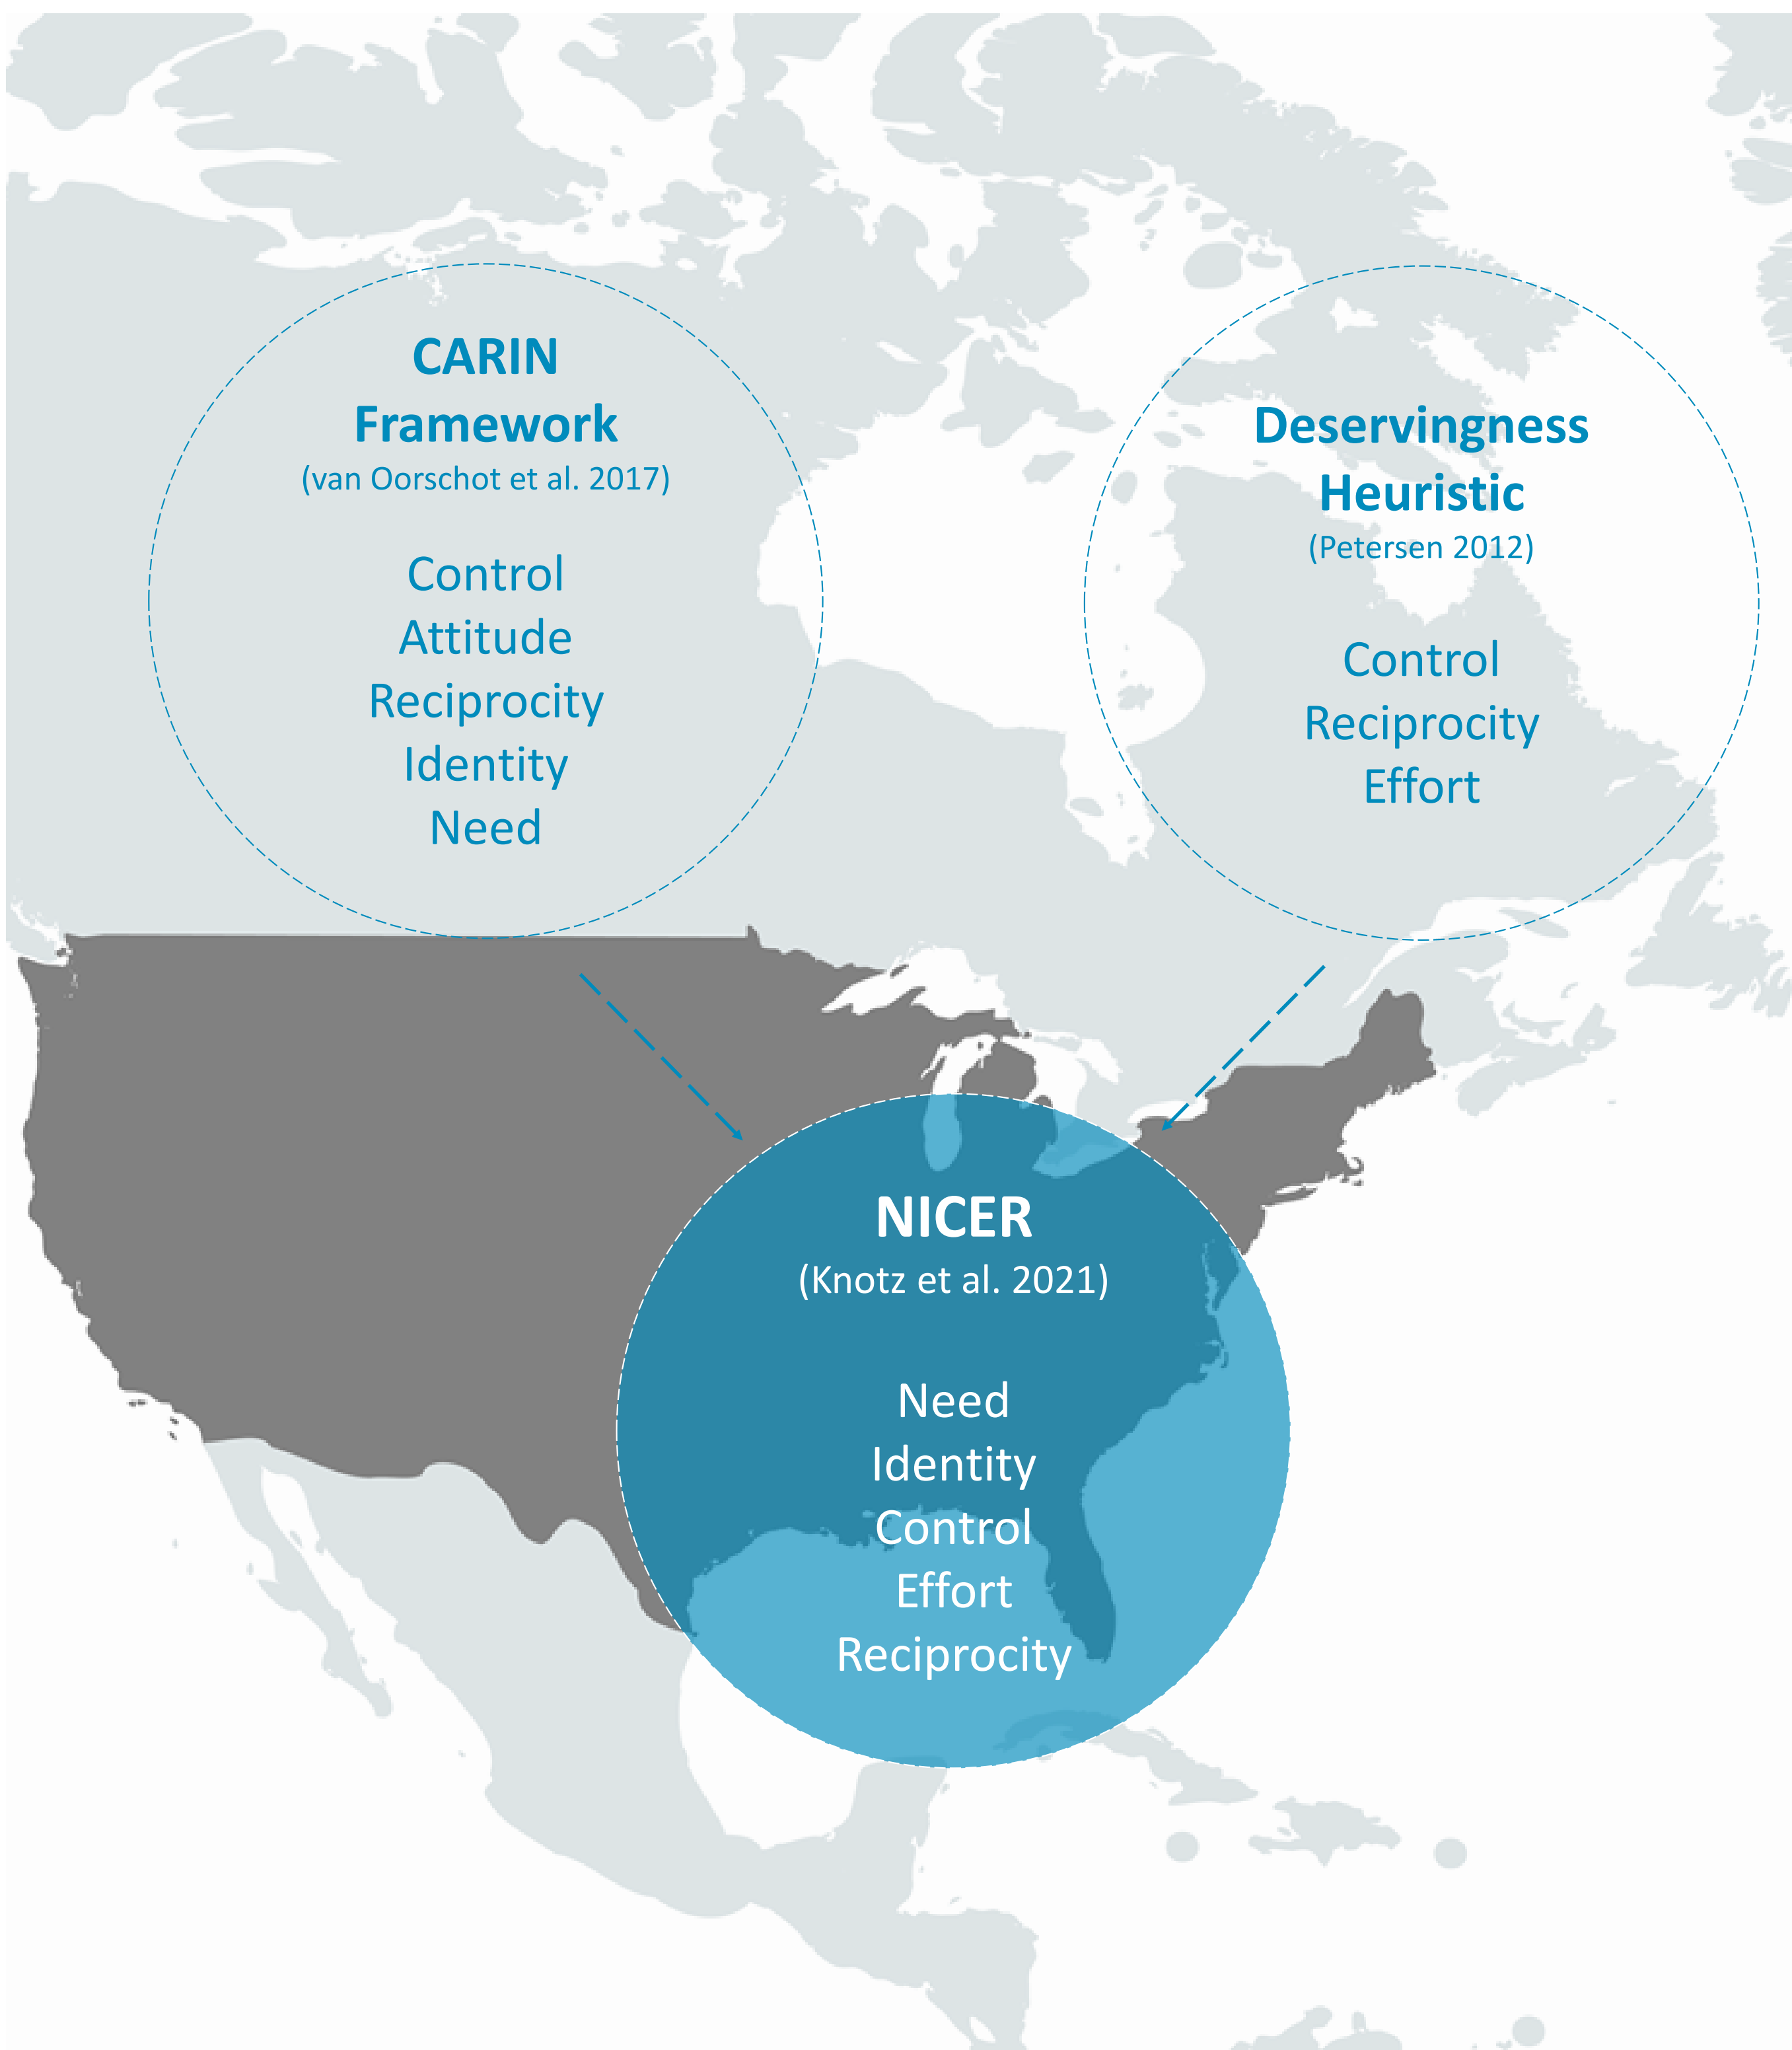 CARIN
Framework
(van Oorschot et al. 2017)
Control
Attitude
Reciprocity
Identity
Need
Deservingness
Heuristic
(Petersen 2012)
Control
Reciprocity
Effort
NICER
(Knotz et al. 2021)
Need
Identity
Control
Effort
Reciprocity